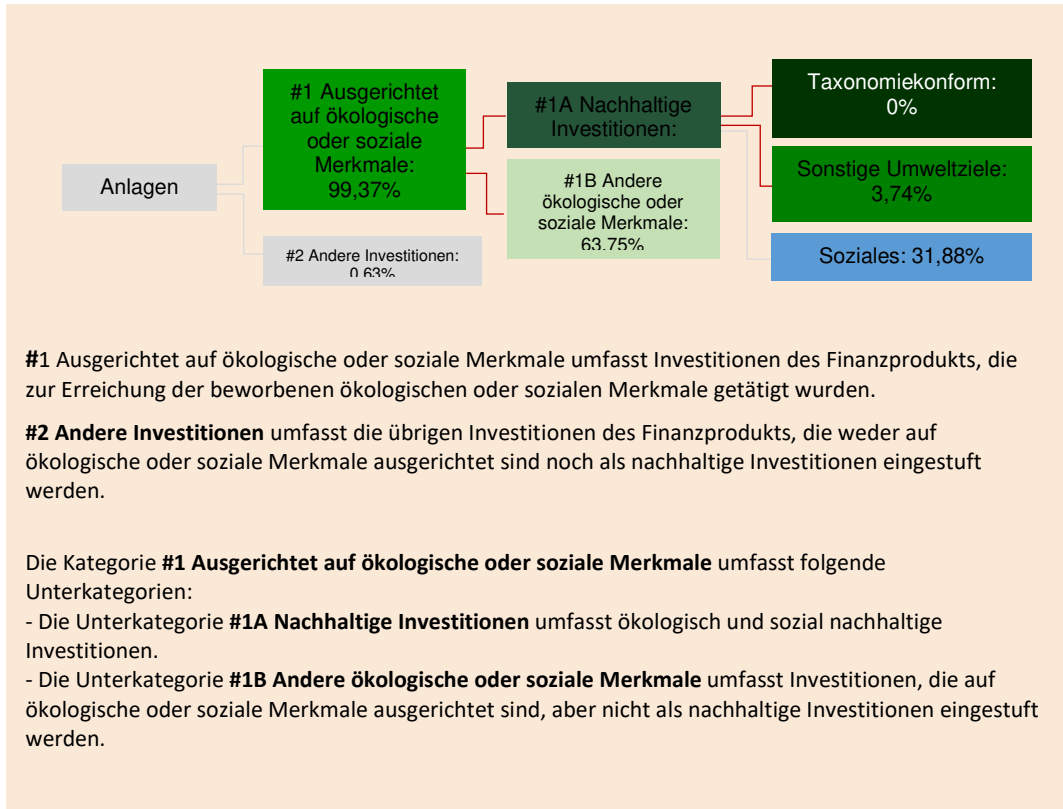 #1 Ausgerichtet
auf ökologische
oder soziale
Merkmale:
99,37%
#1A Nachhaltige
Investitionen:
Taxonomiekonform:
0%
Anlagen
#1B Andere
ökologische oder
soziale Merkmale:
63,75%
Sonstige Umweltziele:
3,74%
#2 Andere Investitionen:
0,63%
Soziales: 31,88%
#1 Ausgerichtet auf ökologische oder soziale Merkmale umfasst Investitionen des Finanzprodukts, die
zur Erreichung der beworbenen ökologischen oder sozialen Merkmale getätigt wurden.
#2 Andere Investitionen umfasst die übrigen Investitionen des Finanzprodukts, die weder auf
ökologische oder soziale Merkmale ausgerichtet sind noch als nachhaltige Investitionen eingestuft
werden.
Die Kategorie #1 Ausgerichtet auf ökologische oder soziale Merkmale umfasst folgende
Unterkategorien:
- Die Unterkategorie #1A Nachhaltige Investitionen umfasst ökologisch und sozial nachhaltige
Investitionen.
- Die Unterkategorie #1B Andere ökologische oder soziale Merkmale umfasst Investitionen, die auf
ökologische oder soziale Merkmale ausgerichtet sind, aber nicht als nachhaltige Investitionen eingestuft
werden.